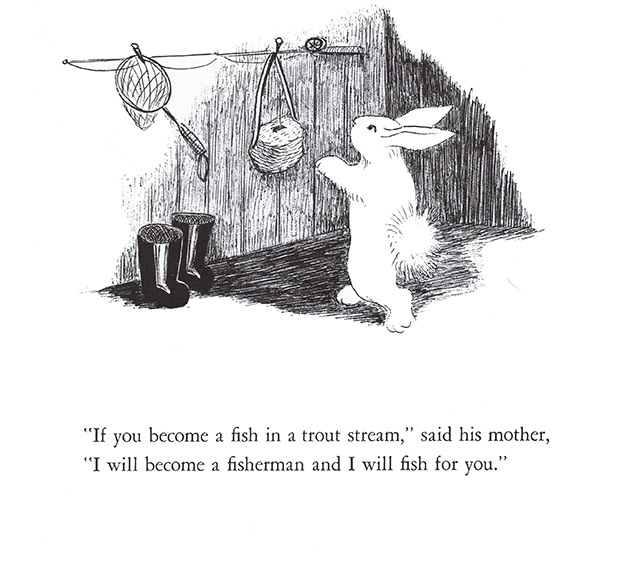 “If you become a fish in a trout stream,” said his mother,
“I will become a fisherman and I will fish for you.”